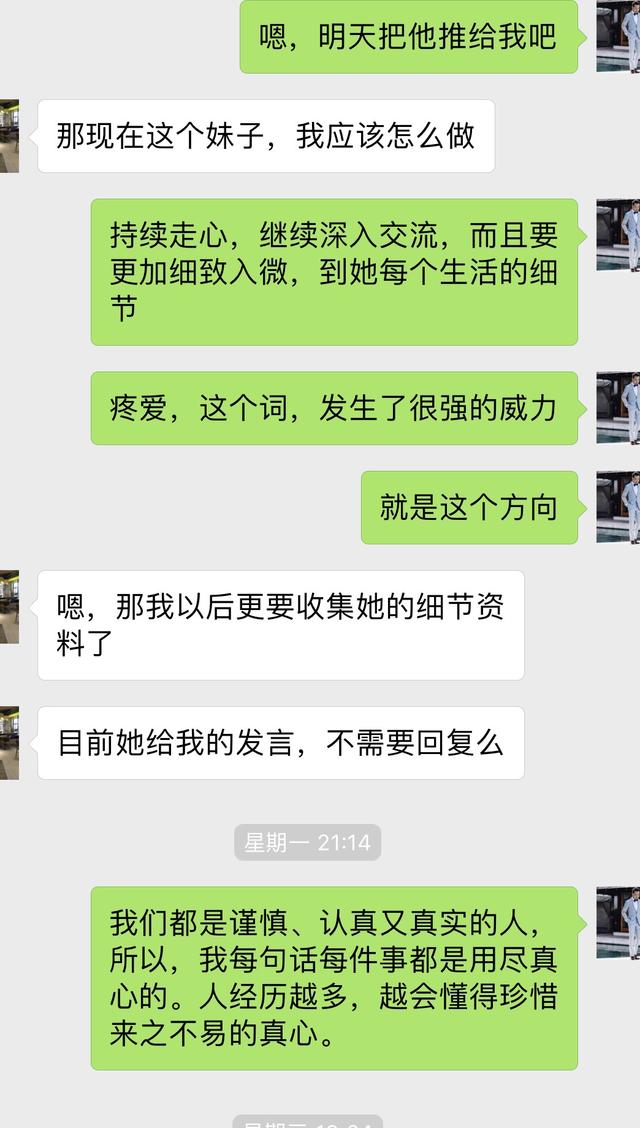 嗯，明天把他推给我吧
那现在这个妹子，我应该怎么做
持续走心，继续深入交流，而且要
更加细致入微，到她每个生活的细
节
疼爱，这个词，发生了很强的威力
就是这个方向
嗯，那我以后更要收集她的细节资
料了
目前她给我的发言，不需要回复么
星期一 21:14
我们都是谨慎、认真又真实的人，
所以，我每句话每件事都是用尽真
心的。人经历越多，越会懂得珍惜
来之不易的真心。